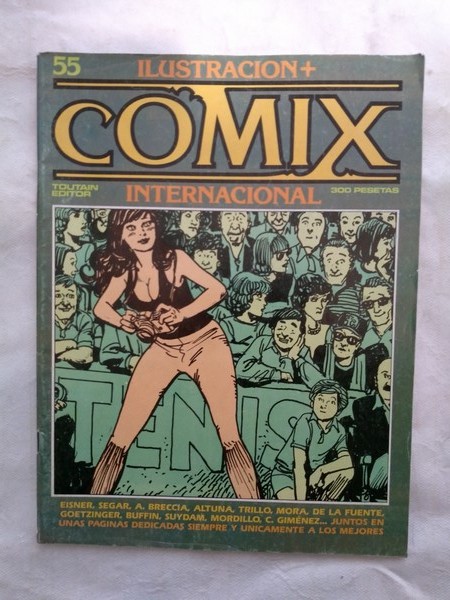 55
ILUSTRACION+
COMIX
TOUTAIN
EDITOR
INTERNACIONAL
300 PESETAS
TENIS
EISNER, SEGAR, A. BRECCIA, ALTUNA, TRILLO, MORA, DE LA FUENTE,
GOETZINGER, BUFFIN, SUYDAM, MORDILLO, C. GIMÉNEZ... JUNTOS EN
UNAS PAGINAS DEDICADAS SIEMPRE Y UNICAMENTE A LOS MEJORES